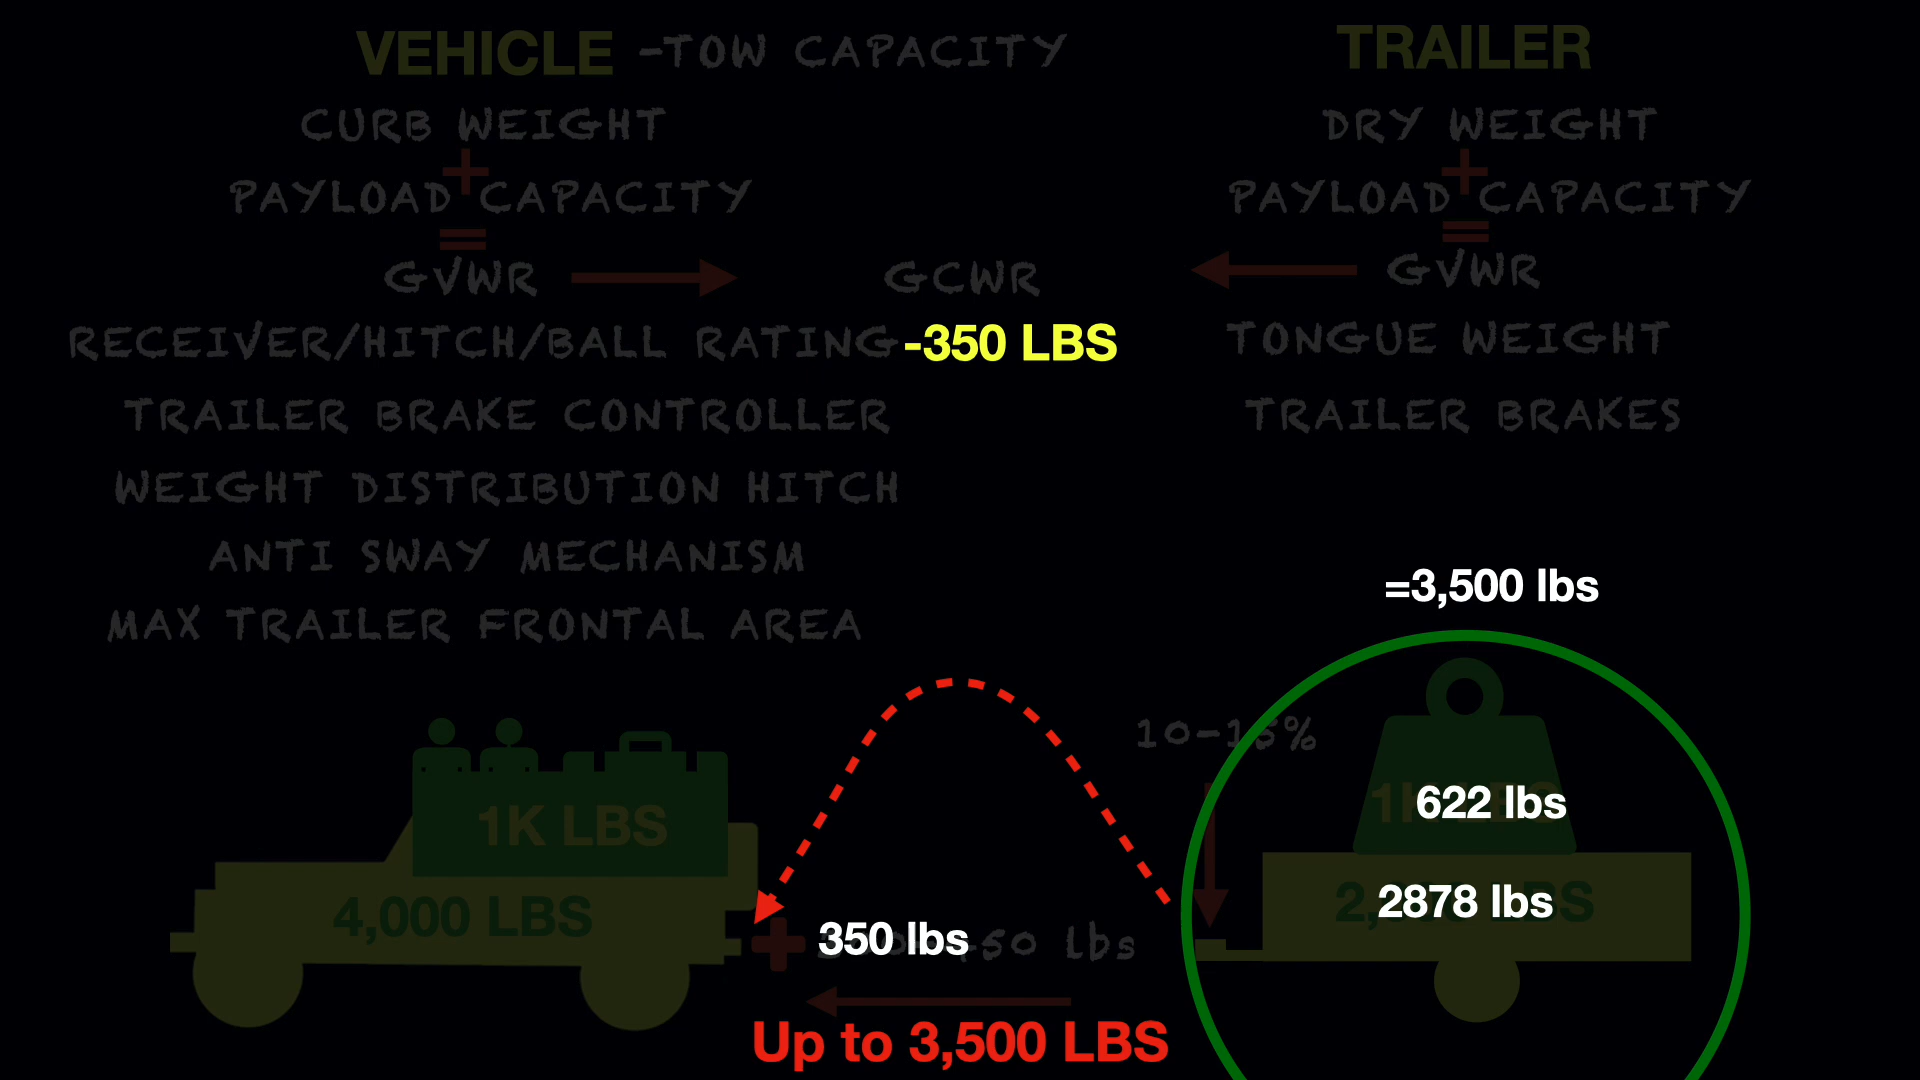 VEHICLE -TOW CAPACITY
TRAILER
CURB WEIGHT
DRY WEIGHT
+
+
PAYLOAD CAPACITY
PAYLOAD CAPACITY
=
=
GVWR
GCWR
GVWR
RECEIVER/HITCH/BALL RATING -350 LBS
TONGUE WEIGHT
TRAILER BRAKE CONTROLLER
TRAILER BRAKES
WEIGHT DISTRIBUTION HITCH
ANTI SWAY MECHANISM
=3,500 lbs
MAX TRAILER FRONTAL AREA
10-15%
1K LBS
622 lbs
4,000 LBS
2878 lbs
+
350 lbs
Up to 3,500 LBS